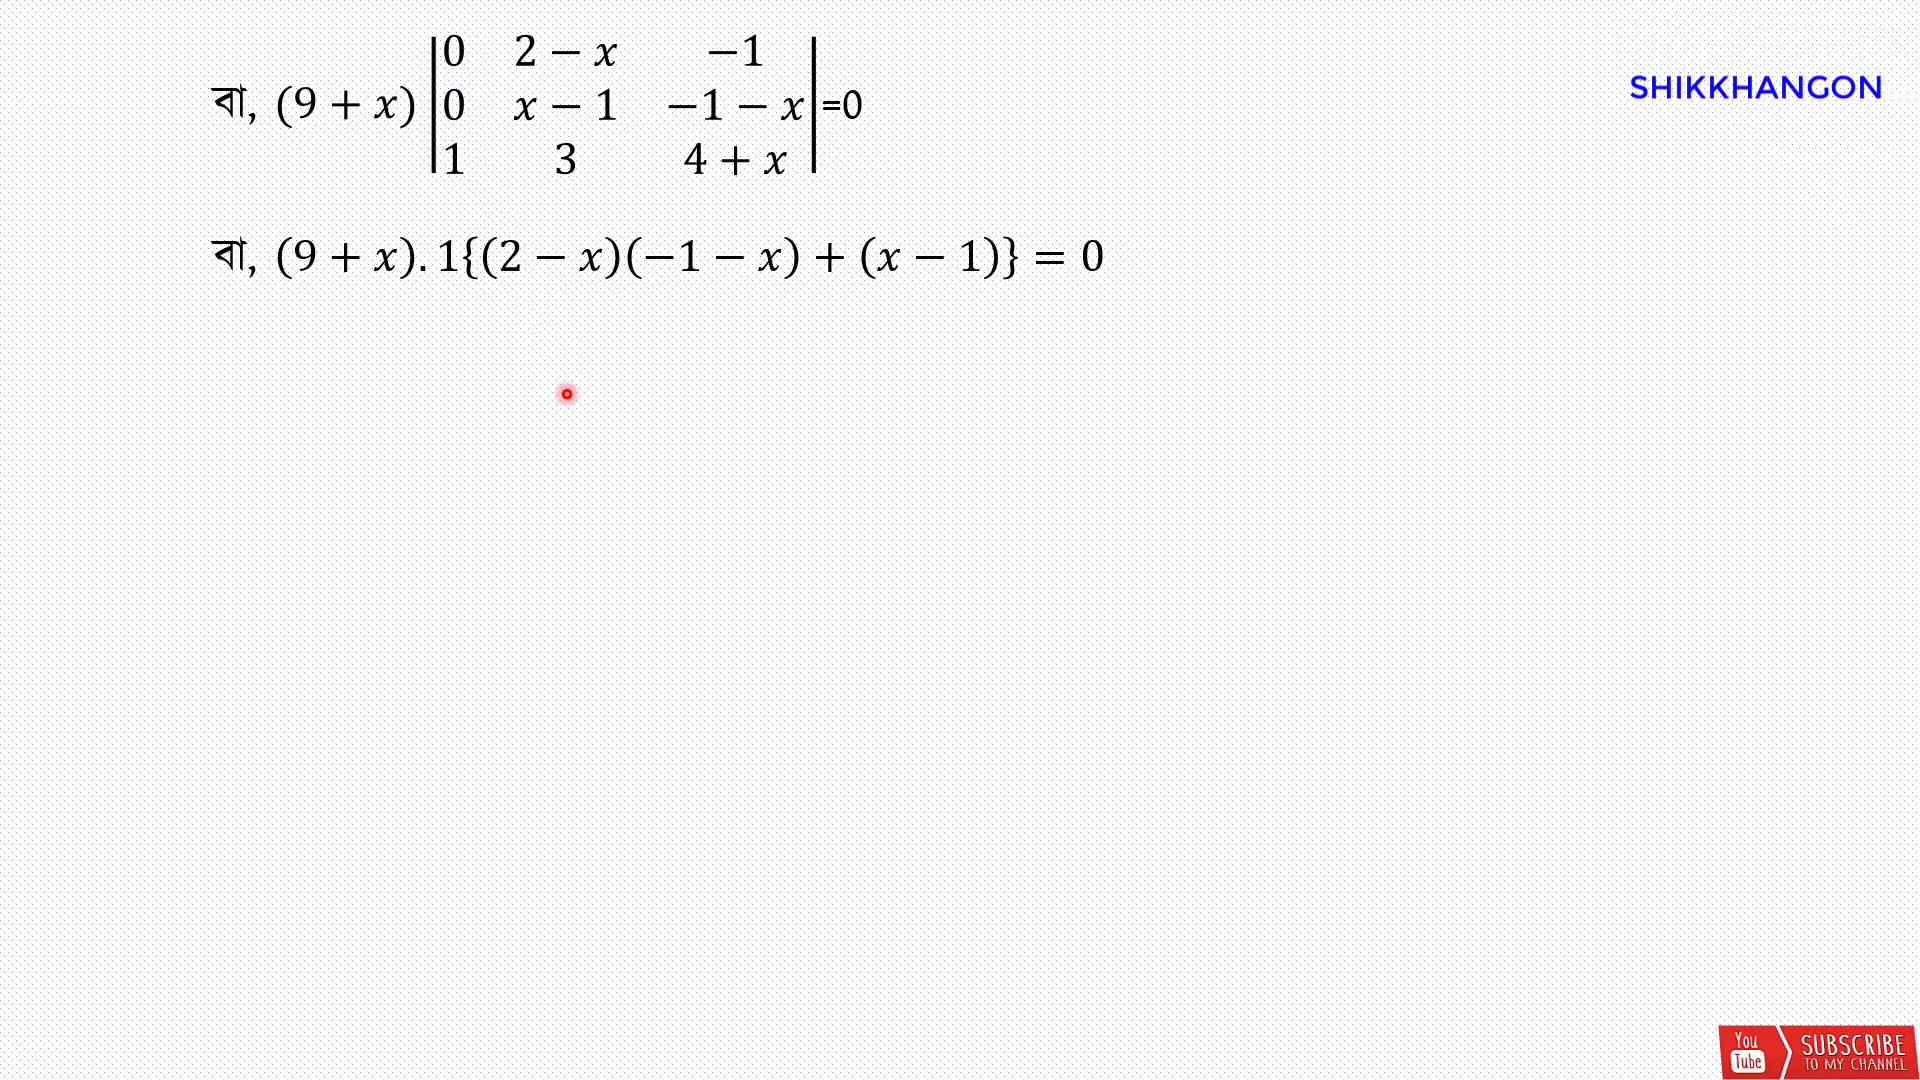 SHIKKHANGON
বা, (9 + x) |0 2 − x −1|
|0 x − 1 −1 − x| =0
|1 3 4 + x|
বা, (9 + x). 1{(2 − x)(−1 − x) + (x − 1)} = 0
You Tube SUBSCRIBE
TO MY CHANNEL